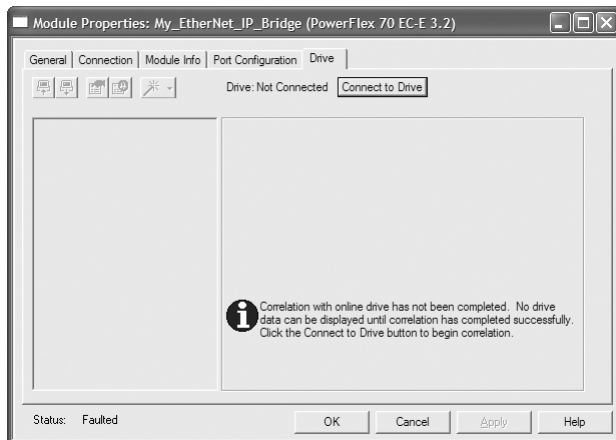 Module Properties: My_EtherNet_IP_Bridge (PowerFlex 70 EC-E 3.2)
General Connection Module Info Port Configuration Drive
Drive: Not Connected Connect to Drive
Correlation with online drive has not been completed. No drive
data can be displayed until correlation has completed successfully.
Click the Connect to Drive button to begin correlation.
Status: Faulted OK Cancel Apply Help